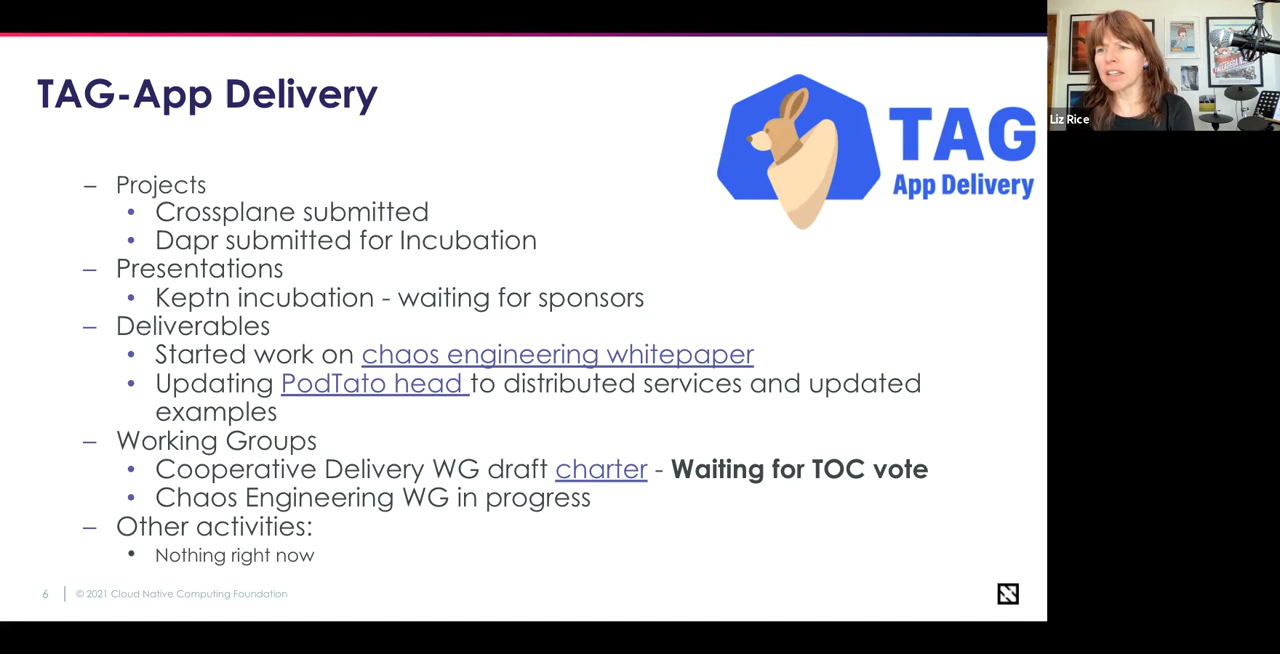 TAG-App Delivery
TAG
App Delivery
Liz Rice
– Projects
• Crossplane submitted
• Dapr submitted for Incubation
– Presentations
• Keptn incubation - waiting for sponsors
– Deliverables
• Started work on chaos engineering whitepaper
• Updating PodTato head to distributed services and updated
examples
– Working Groups
• Cooperative Delivery WG draft charter - Waiting for TOC vote
• Chaos Engineering WG in progress
– Other activities:
• Nothing right now
6
© 2021 Cloud Native Computing Foundation